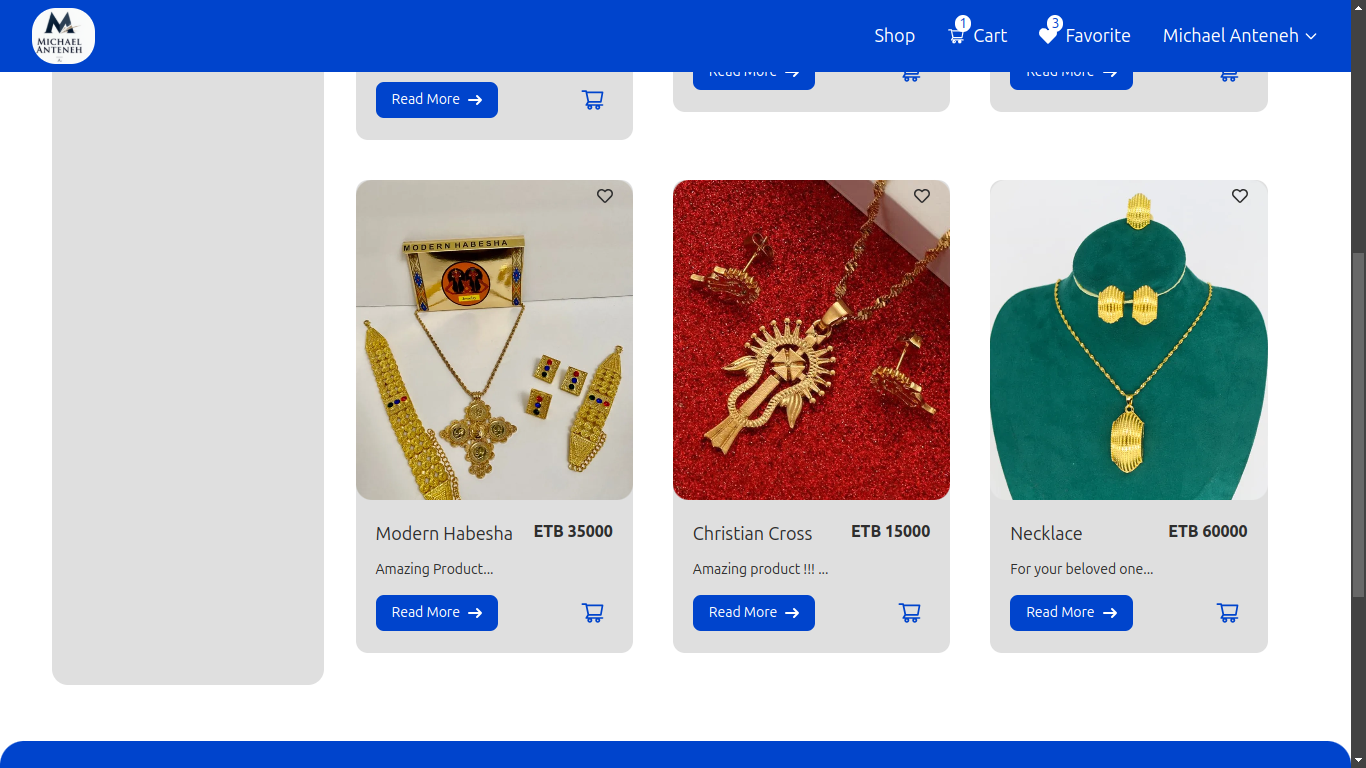 MICHAEL
ANTENEH
Shop
1
Cart
3
Favorite
Michael Anteneh
Read More
Read More
Read More
MODERN HABESHA
Modern Habesha
ETB 35000
Amazing Product...
Read More
Christian Cross
ETB 15000
Amazing product !!! ...
Read More
Necklace
ETB 60000
For your beloved one...
Read More